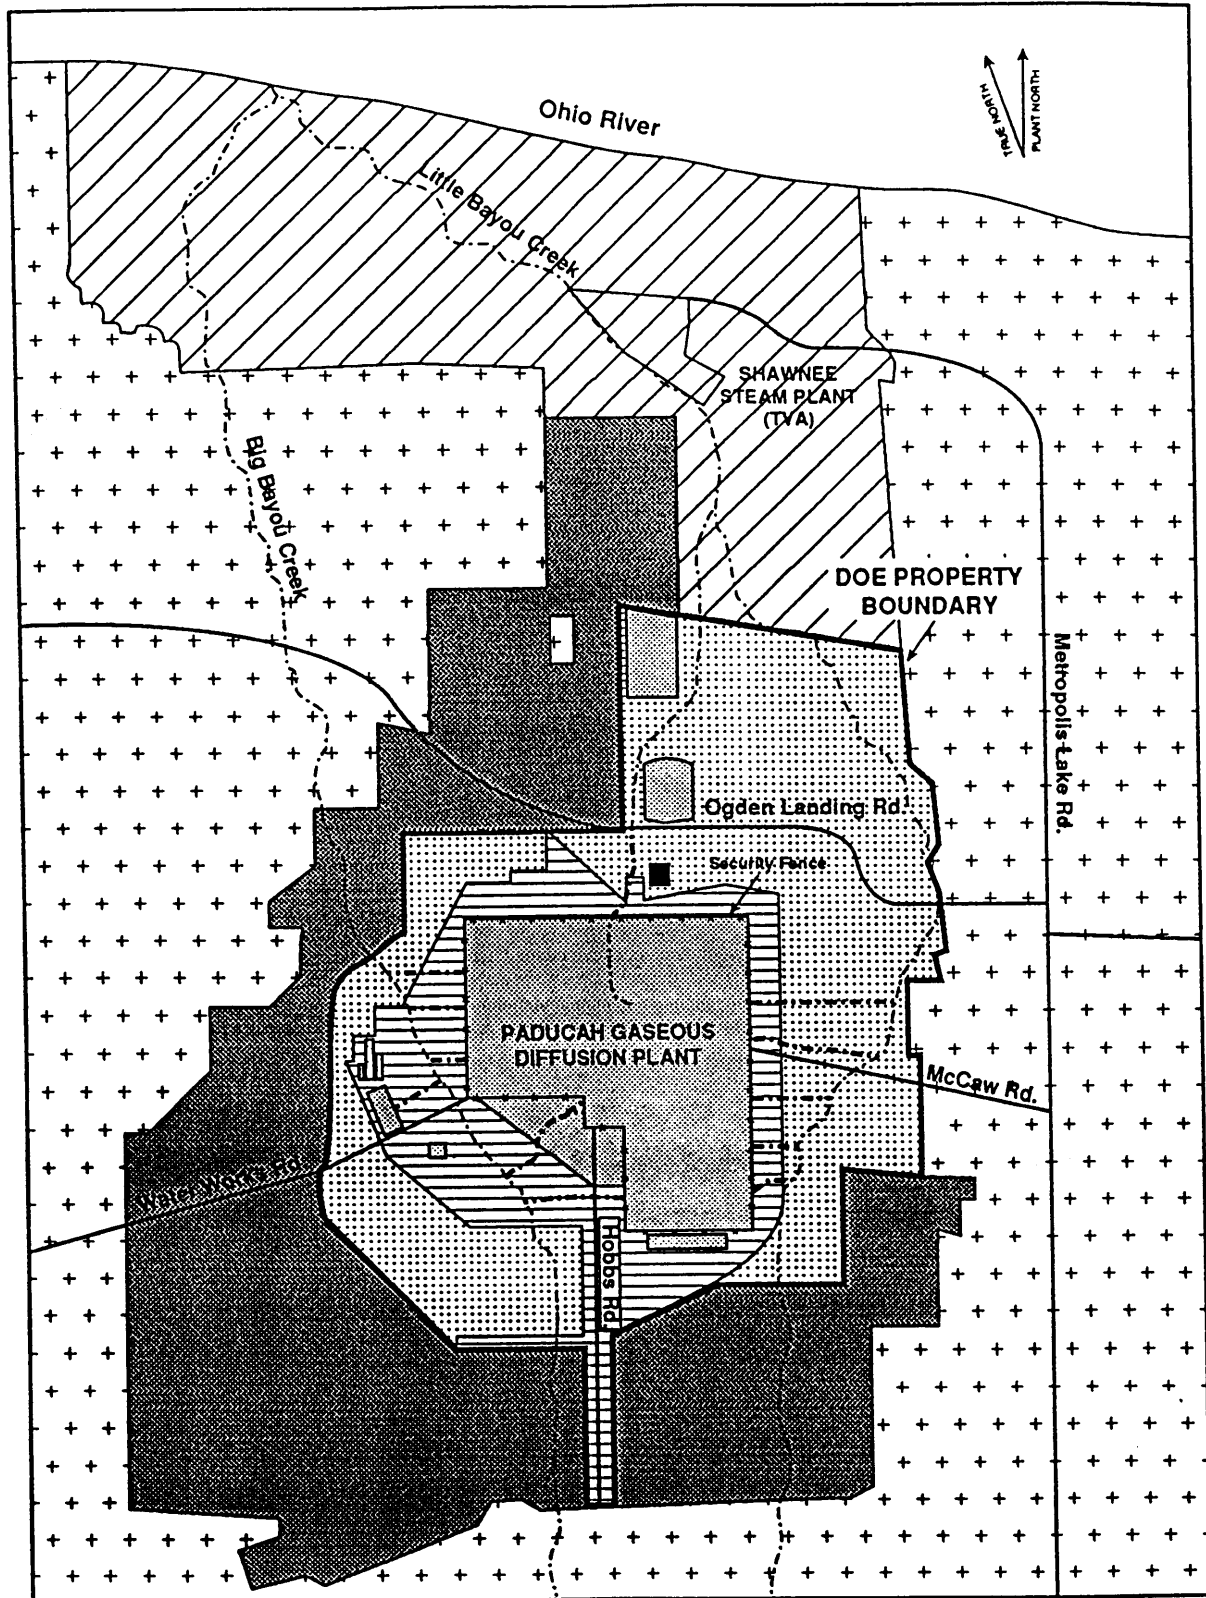 TRUE NORTH
PLANT NORTH
Ohio River
Little Bayou Creek
SHAWNEE
STEAM PLANT
(TVA)
Big Bayou Creek
DOE PROPERTY
BOUNDARY
Metropolis Lake Rd.
Ogden Landing Rd.
Security Fence
PADUCAH GASEOUS
DIFFUSION PLANT
McCaw Rd.
Water Works Rd.
Hobbs Rd.